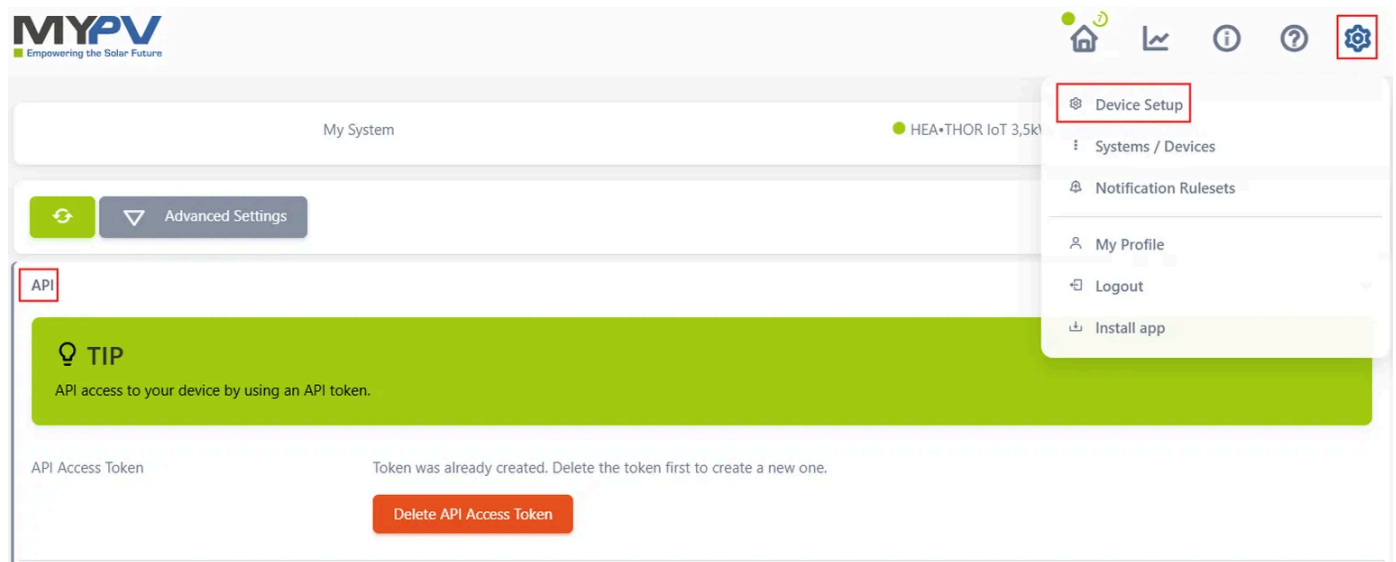 MYPV
Empowering the Solar Future
7
Device Setup
Systems / Devices
Notification Rulesets
My Profile
Logout
Install app
My System
HEA•THOR IoT 3,5k
Advanced Settings
API
TIP
API access to your device by using an API token.
API Access Token
Token was already created. Delete the token first to create a new one.
Delete API Access Token